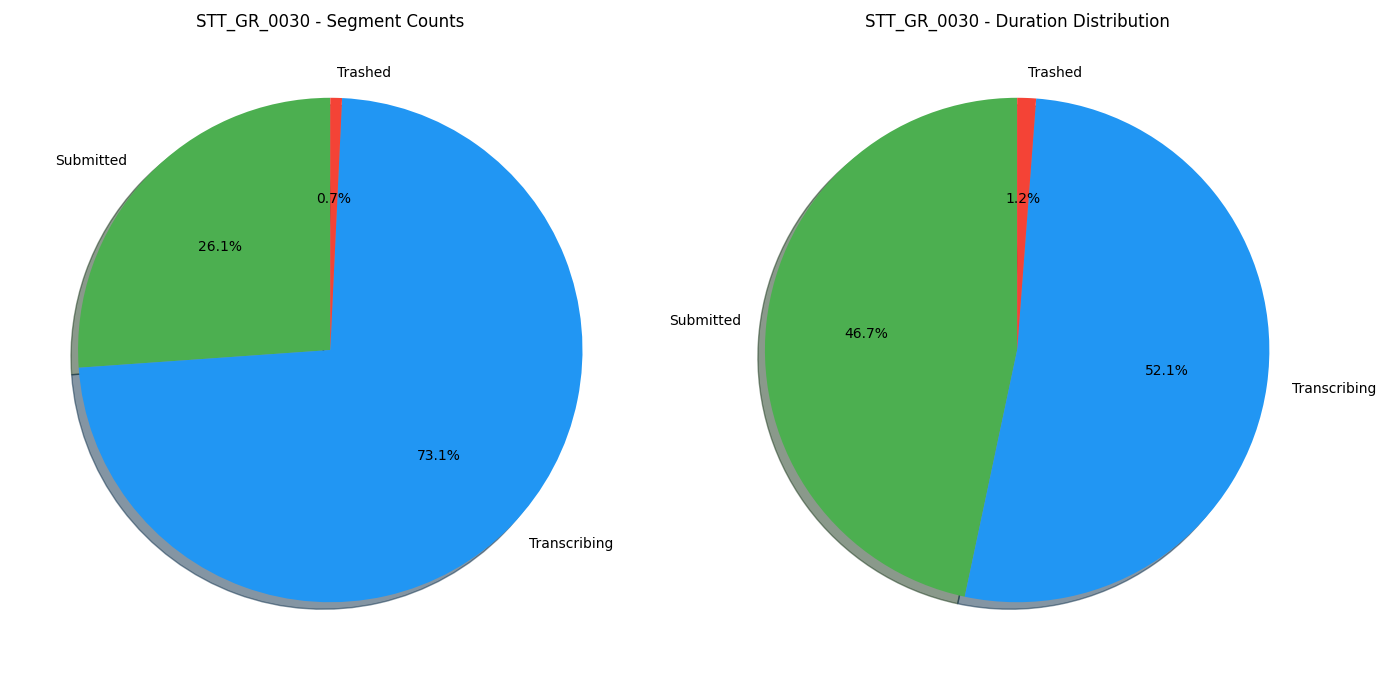 STT_GR_0030 - Segment Counts
Trashed
Submitted
0.7%
26.1%
73.1%
Transcribing
STT_GR_0030 - Duration Distribution
Trashed
1.2%
Submitted
46.7%
52.1%
Transcribing